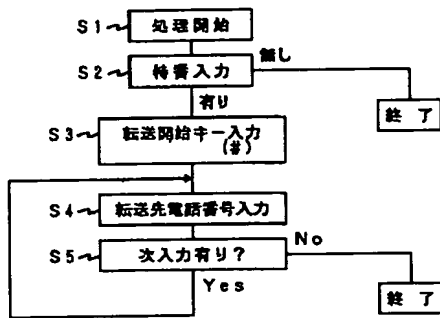 S1 処理開始
S2 特番入力
無し
有り
終了
S3 転送開始キー入力
(#)
S4 転送先電話番号入力
S5 次入力有り?
No
Yes
終了